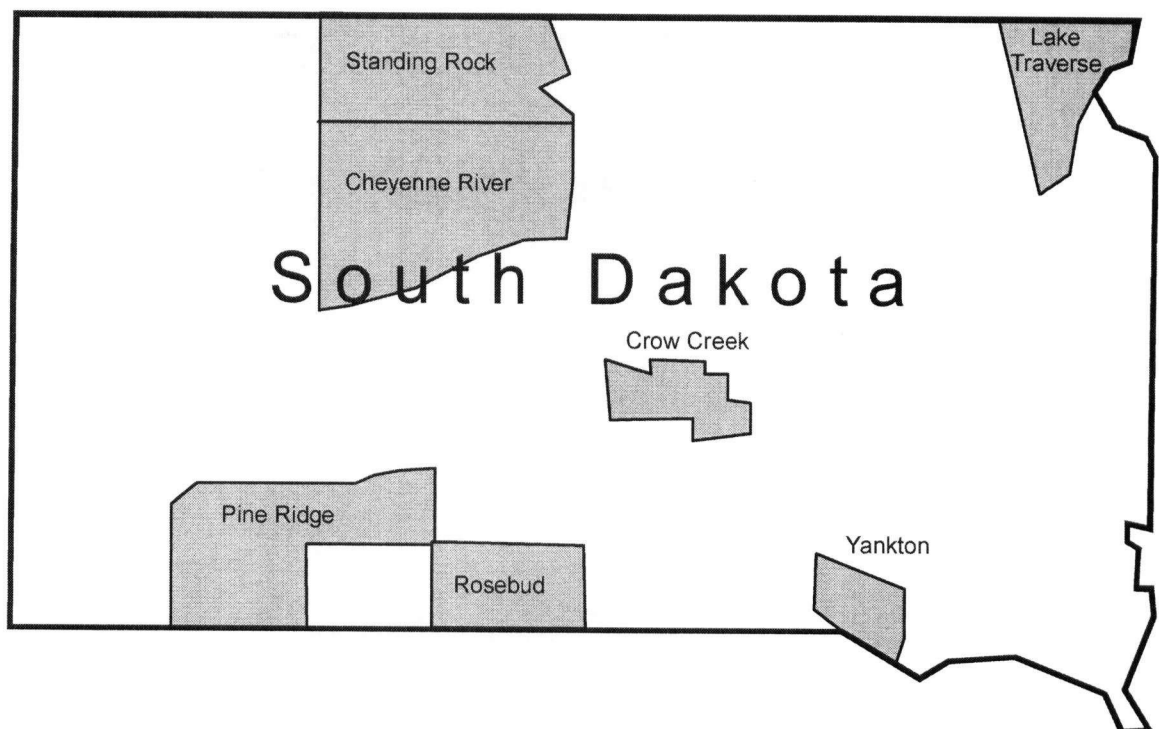 Standing Rock
Lake
Traverse
Cheyenne River
South Dakota
Crow Creek
Pine Ridge
Yankton
Rosebud